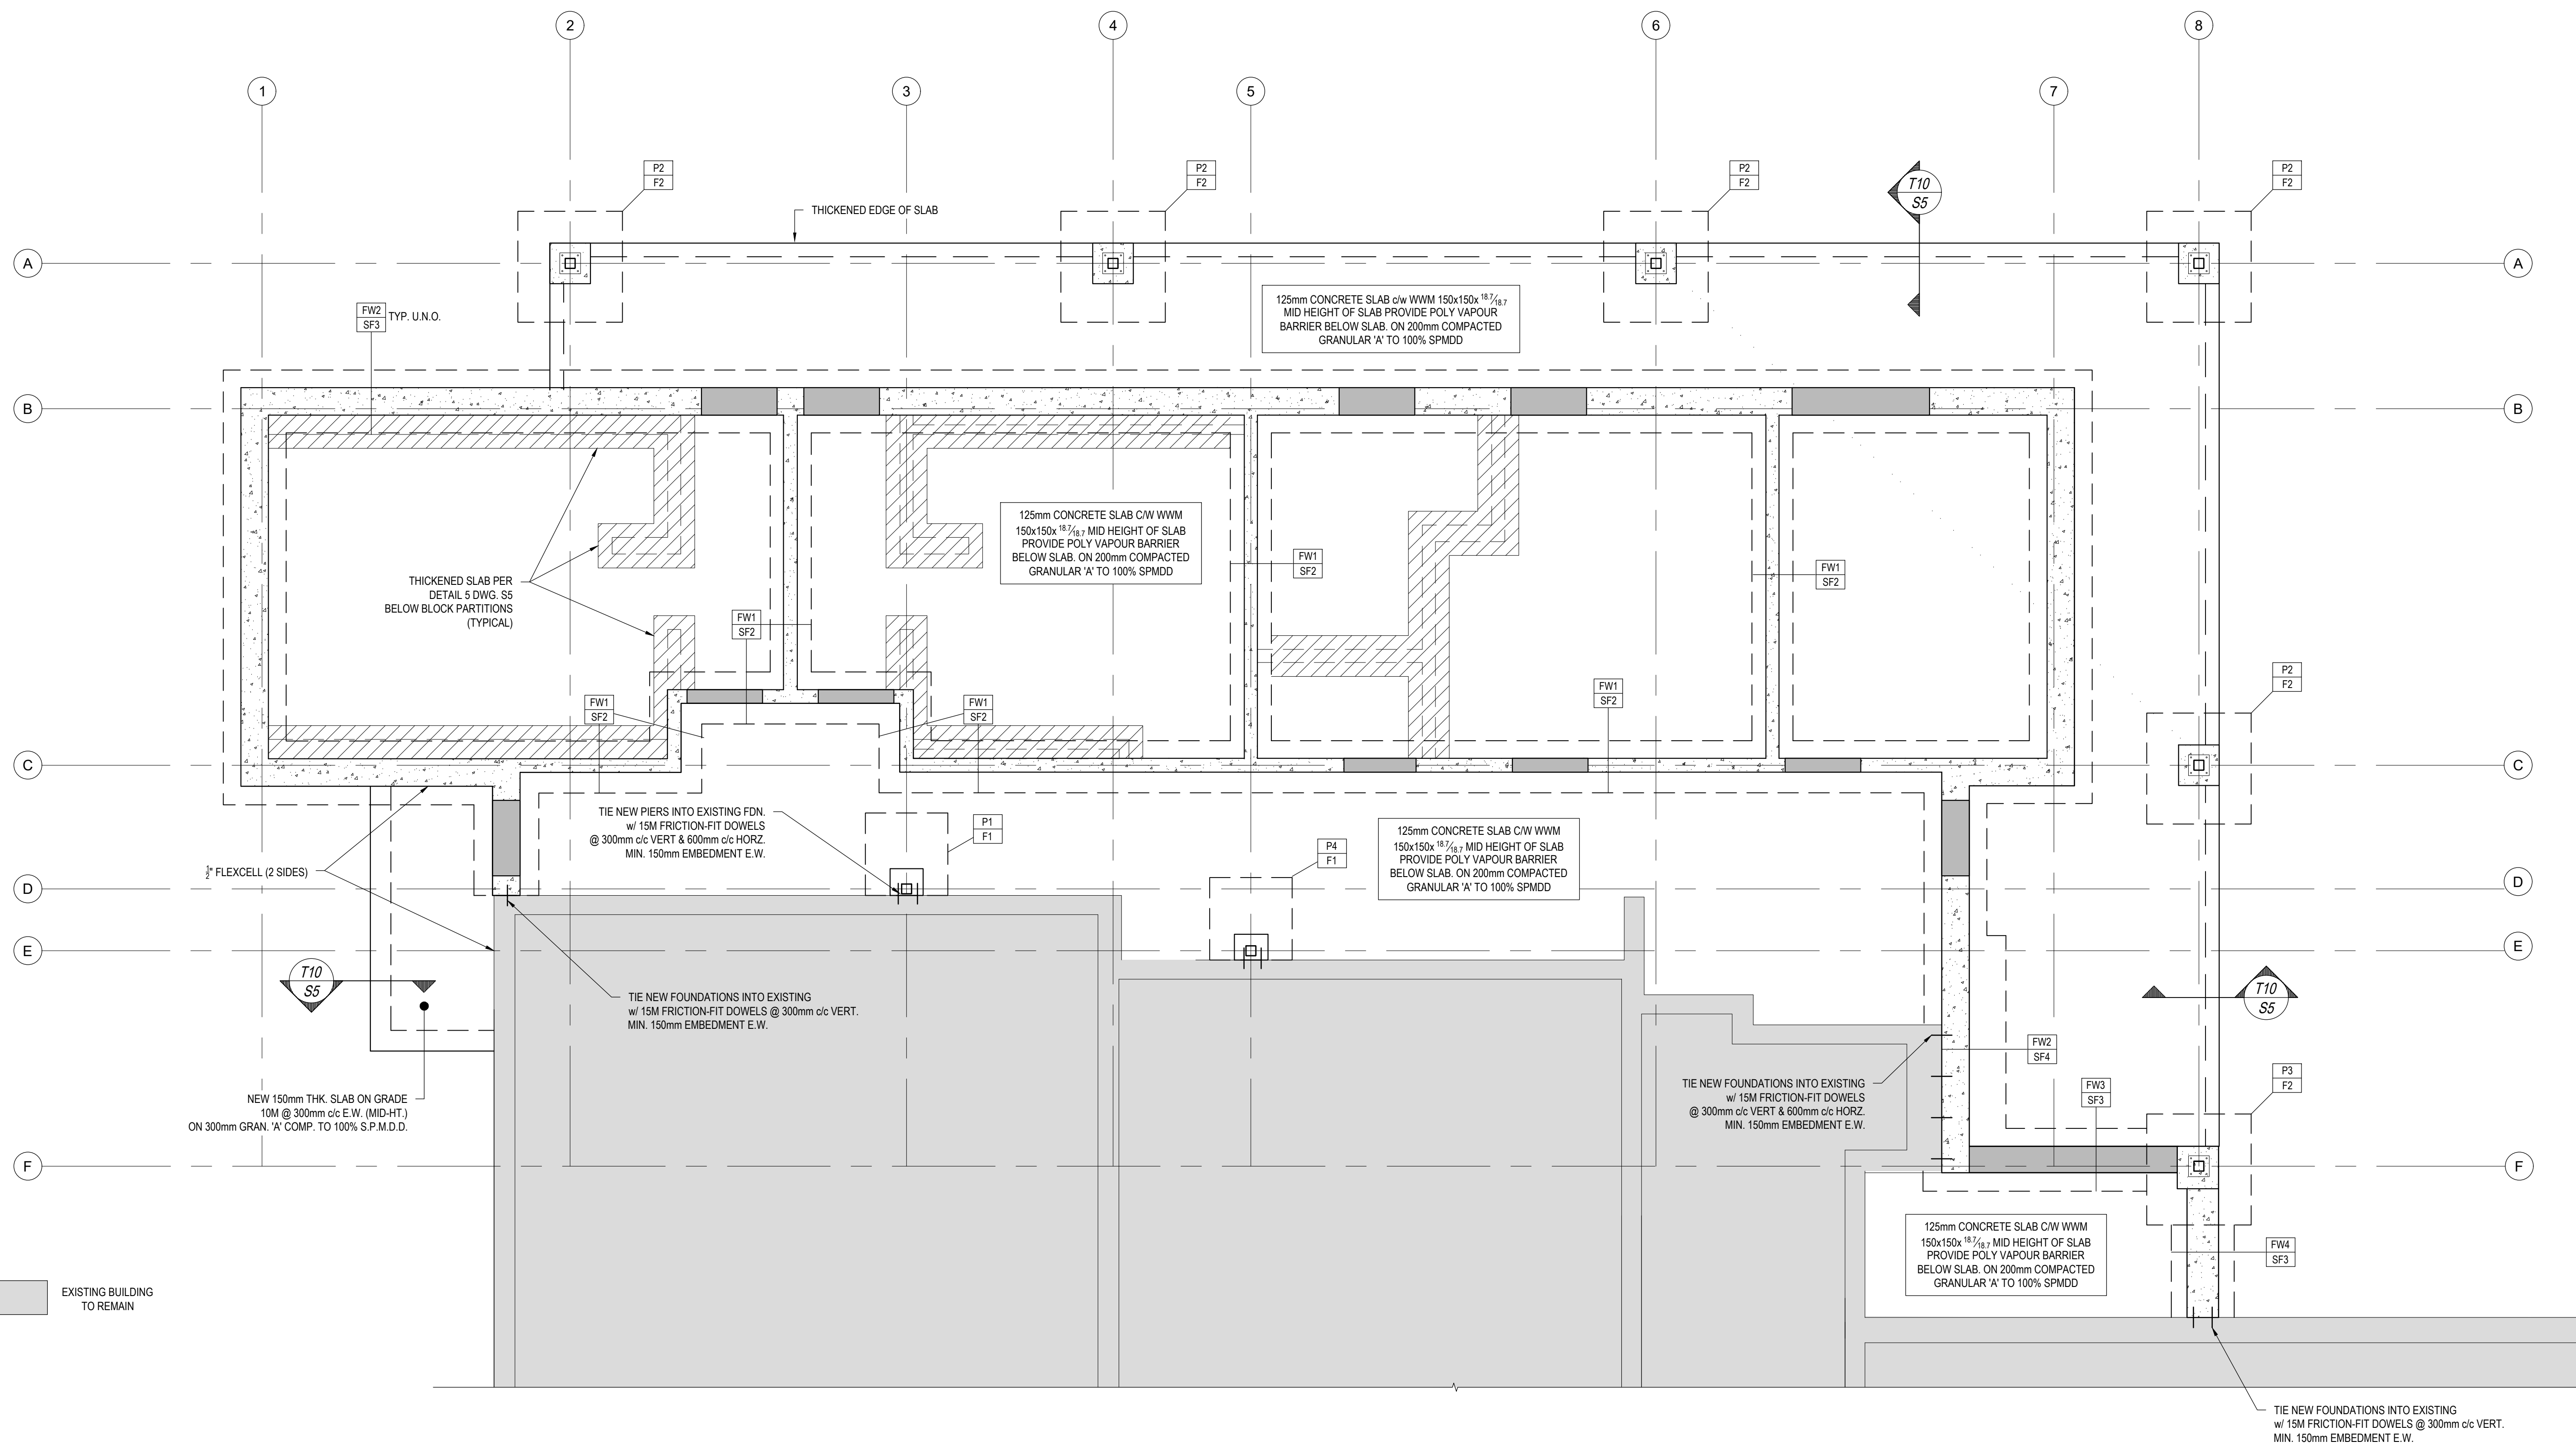 2
4
6
8
1
3
5
7
P2
F2
P2
F2
P2
F2
P2
F2
T10
S5
THICKENED EDGE OF SLAB
A
A
125mm CONCRETE SLAB c/w WWM 150x150x 18.7/18.7
MID HEIGHT OF SLAB PROVIDE POLY VAPOUR
BARRIER BELOW SLAB. ON 200mm COMPACTED
GRANULAR 'A' TO 100% SPMDD
FW2
SF3
TYP. U.N.O.
B
B
125mm CONCRETE SLAB C/W WWM
150x150x 18.7/18.7 MID HEIGHT OF SLAB
PROVIDE POLY VAPOUR BARRIER
BELOW SLAB. ON 200mm COMPACTED
GRANULAR 'A' TO 100% SPMDD
FW1
SF2
FW1
SF2
THICKENED SLAB PER
DETAIL 5 DWG. S5
BELOW BLOCK PARTITIONS
(TYPICAL)
FW1
SF2
FW1
SF2
FW1
SF2
FW1
SF2
P2
F2
C
C
TIE NEW PIERS INTO EXISTING FDN.
w/ 15M FRICTION-FIT DOWELS
@ 300mm c/c VERT & 600mm c/c HORZ.
MIN. 150mm EMBEDMENT E.W.
P1
F1
P4
F1
125mm CONCRETE SLAB C/W WWM
150x150x 18.7/18.7 MID HEIGHT OF SLAB
PROVIDE POLY VAPOUR BARRIER
BELOW SLAB. ON 200mm COMPACTED
GRANULAR 'A' TO 100% SPMDD
1/2" FLEXCELL (2 SIDES)
D
D
E
E
T10
S5
TIE NEW FOUNDATIONS INTO EXISTING
w/ 15M FRICTION-FIT DOWELS @ 300mm c/c VERT.
MIN. 150mm EMBEDMENT E.W.
T10
S5
FW2
SF4
NEW 150mm THK. SLAB ON GRADE
10M @ 300mm c/c E.W. (MID-HT.)
ON 300mm GRAN. 'A' COMP. TO 100% S.P.M.D.D.
TIE NEW FOUNDATIONS INTO EXISTING
w/ 15M FRICTION-FIT DOWELS
@ 300mm c/c VERT & 600mm c/c HORZ.
MIN. 150mm EMBEDMENT E.W.
FW3
SF3
P3
F2
F
F
125mm CONCRETE SLAB C/W WWM
150x150x 18.7/18.7 MID HEIGHT OF SLAB
PROVIDE POLY VAPOUR BARRIER
BELOW SLAB. ON 200mm COMPACTED
GRANULAR 'A' TO 100% SPMDD
FW4
SF3
EXISTING BUILDING
TO REMAIN
TIE NEW FOUNDATIONS INTO EXISTING
w/ 15M FRICTION-FIT DOWELS @ 300mm c/c VERT.
MIN. 150mm EMBEDMENT E.W.